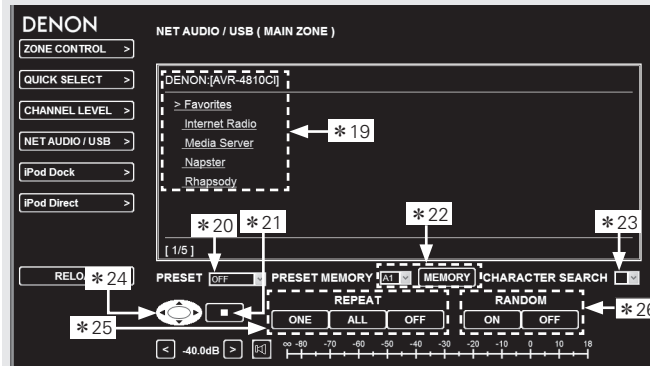 DENON
NET AUDIO / USB ( MAIN ZONE )
ZONE CONTROL >
QUICK SELECT >
CHANNEL LEVEL >
NET AUDIO / USB >
iPod Dock >
iPod Direct >
DENON:[AVR-4810CI]
> Favorites
Internet Radio
Media Server
Napster
Rhapsody
*19
*20
*21
*22
*23
[ 1/5 ]
RELO
*24
PRESET OFF
PRESET MEMORY A1 MEMORY
CHARACTER SEARCH
*25
REPEAT
ONE ALL OFF
RANDOM
ON OFF
*26
< -40.0dB >
∞ -80 -70 -60 -50 -40 -30 -20 -10 0 10 18